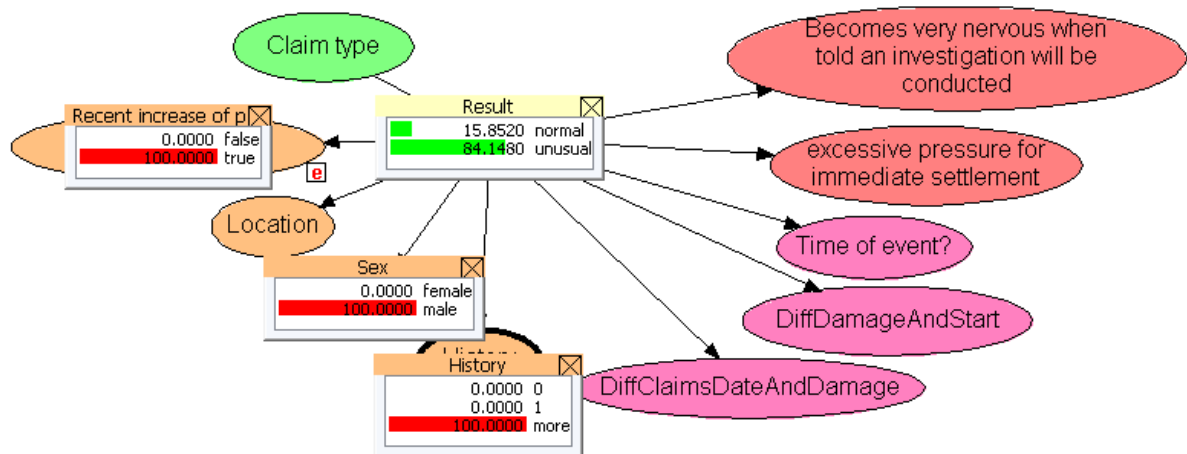 Claim type
Becomes very nervous when
told an investigation will be
conducted
Result
15.8520 normal
84.1480 unusual
Recent increase of p
0.0000 false
100.0000 true
e
excessive pressure for
immediate settlement
Location
Time of event?
Sex
0.0000 female
100.0000 male
DiffDamageAndStart
History
History
0.0000 0
0.0000 1
100.0000 more
DiffClaimsDateAndDamage